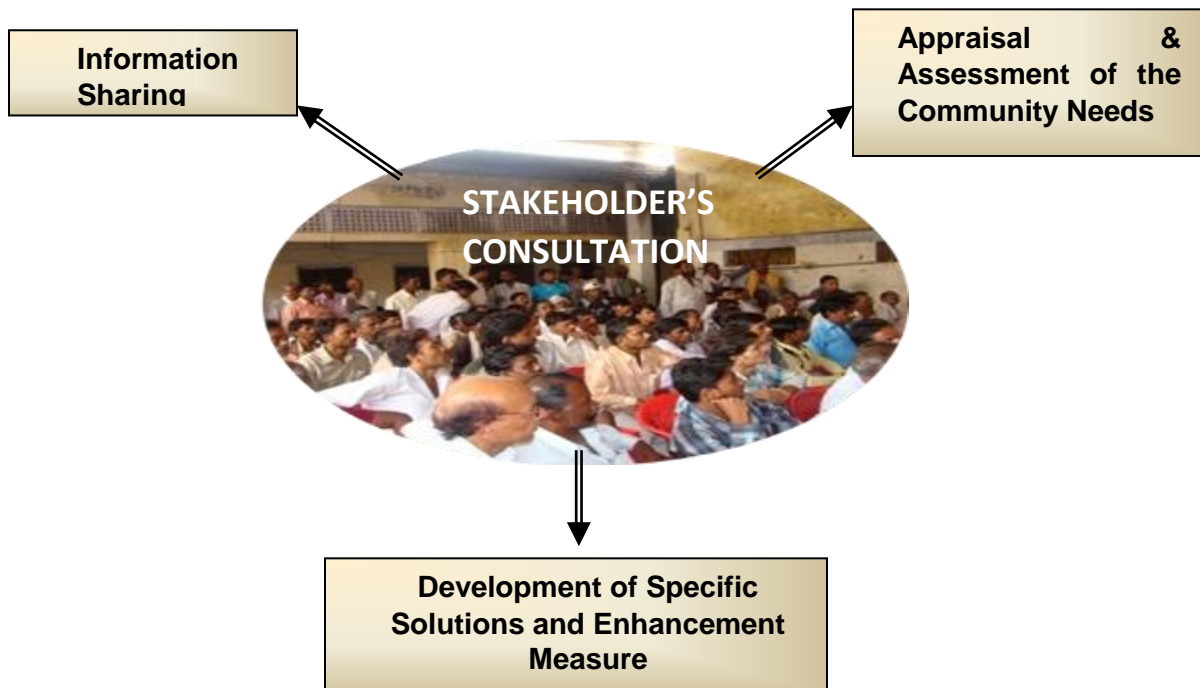 Information
Sharing
Appraisal &
Assessment of the
Community Needs
STAKEHOLDER’S
CONSULTATION
Development of Specific
Solutions and Enhancement
Measure